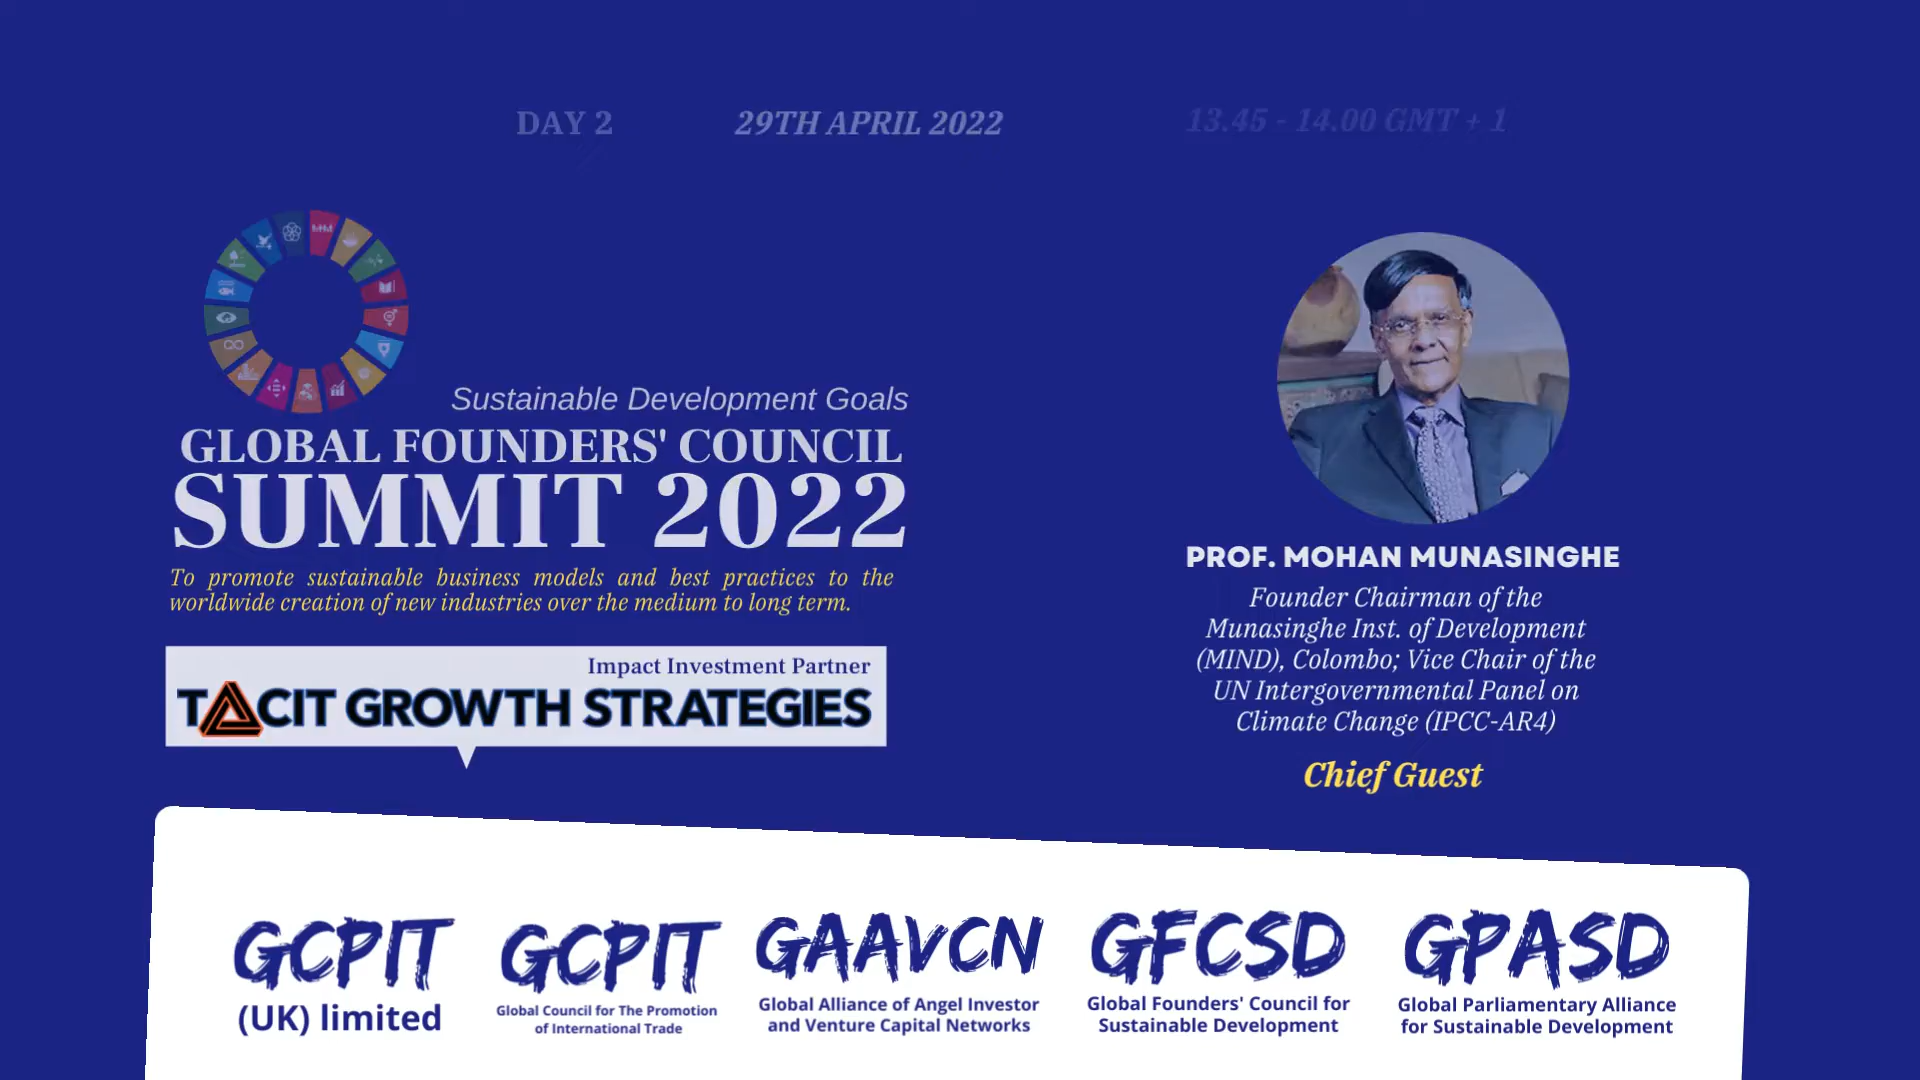 DAY 2
29TH APRIL 2022
13.45 - 14.00 GMT + 1
Sustainable Development Goals
GLOBAL FOUNDERS' COUNCIL
SUMMIT 2022
To promote sustainable business models and best practices to the
worldwide creation of new industries over the medium to long term.
Impact Investment Partner
TACIT GROWTH STRATEGIES
PROF. MOHAN MUNASINGHE
Founder Chairman of the
Munasinghe Inst. of Development
(MIND), Colombo; Vice Chair of the
UN Intergovernmental Panel on
Climate Change (IPCC-AR4)
Chief Guest
GCPIT
(UK) limited
GCPIT
Global Council for The Promotion
of International Trade
GAAVCN
Global Alliance of Angel Investor
and Venture Capital Networks
GFCSD
Global Founders' Council for
Sustainable Development
GPASD
Global Parliamentary Alliance
for Sustainable Development